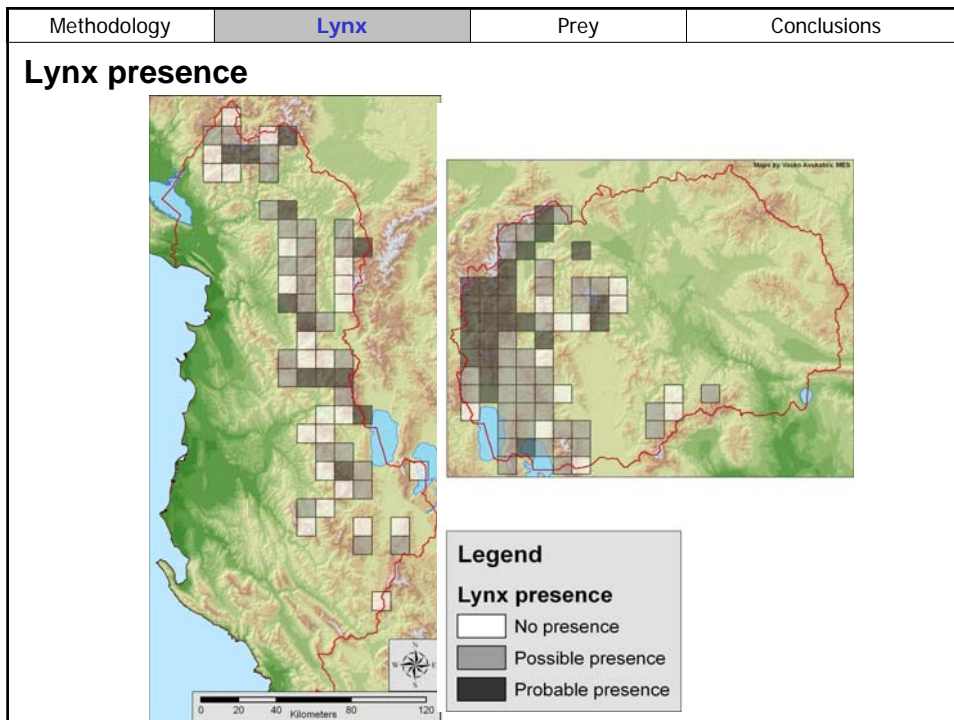 Methodology Lynx Prey Conclusions
Lynx presence
Maps by Vasko Avukatov, MES
N
W E
S
0 20 40 80 120
Kilometers
Legend
Lynx presence
No presence
Possible presence
Probable presence